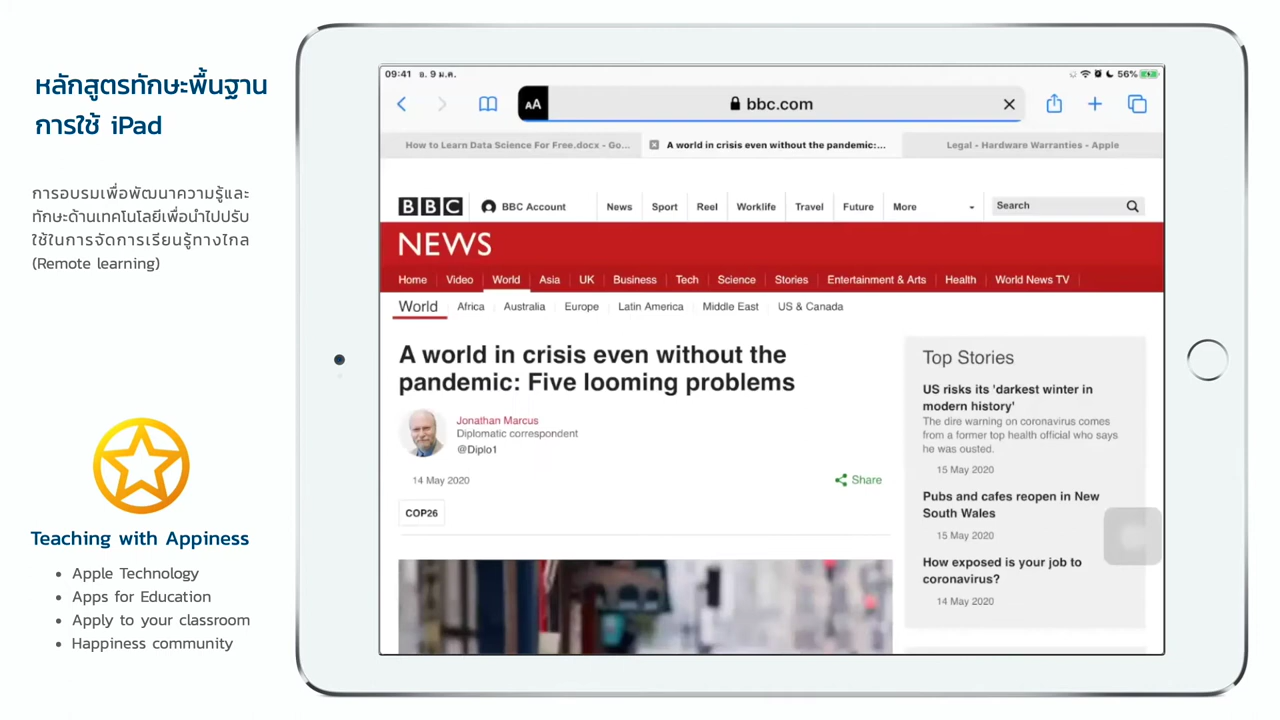 หลักสูตรทักษะพื้นฐาน
การใช้ iPad
การอบรมเพื่อพัฒนาความรู้และ
ทักษะด้านเทคโนโลยีเพื่อนำไปปรับ
ใช้ในการจัดการเรียนรู้ทางไกล
(Remote learning)
Teaching with Appiness
• Apple Technology
• Apps for Education
• Apply to your classroom
• Happiness community
09:41 อ. 9 ม.ค.
56%
AA
bbc.com
How to Learn Data Science For Free.docx - Go...
A world in crisis even without the pandemic:...
Legal - Hardware Warranties - Apple
BBC
BBC Account
News Sport Reel Worklife Travel Future More
Search
NEWS
Home Video World Asia UK Business Tech Science Stories Entertainment & Arts Health World News TV
World Africa Australia Europe Latin America Middle East US & Canada
A world in crisis even without the
pandemic: Five looming problems
Jonathan Marcus
Diplomatic correspondent
@Diplo1
14 May 2020
Share
COP26
Top Stories
US risks its 'darkest winter in
modern history'
The dire warning on coronavirus comes
from a former top health official who says
he was ousted.
15 May 2020
Pubs and cafes reopen in New
South Wales
15 May 2020
How exposed is your job to
coronavirus?
14 May 2020